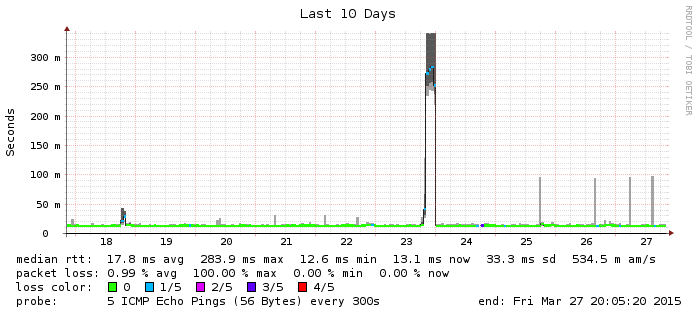 Last 10 Days
RRDTOOL / TOBI OETIKER
Seconds
300 m
250 m
200 m
150 m
100 m
50 m
0
18 19 20 21 22 23 24 25 26 27
median rtt: 17.8 ms avg 283.9 ms max 12.6 ms min 13.1 ms now 33.3 ms sd 534.5 m am/s
packet loss: 0.99 % avg 100.00 % max 0.00 % min 0.00 % now
loss color: 0 1/5 2/5 3/5 4/5
probe: 5 ICMP Echo Pings (56 Bytes) every 300s end: Fri Mar 27 20:05:20 2015